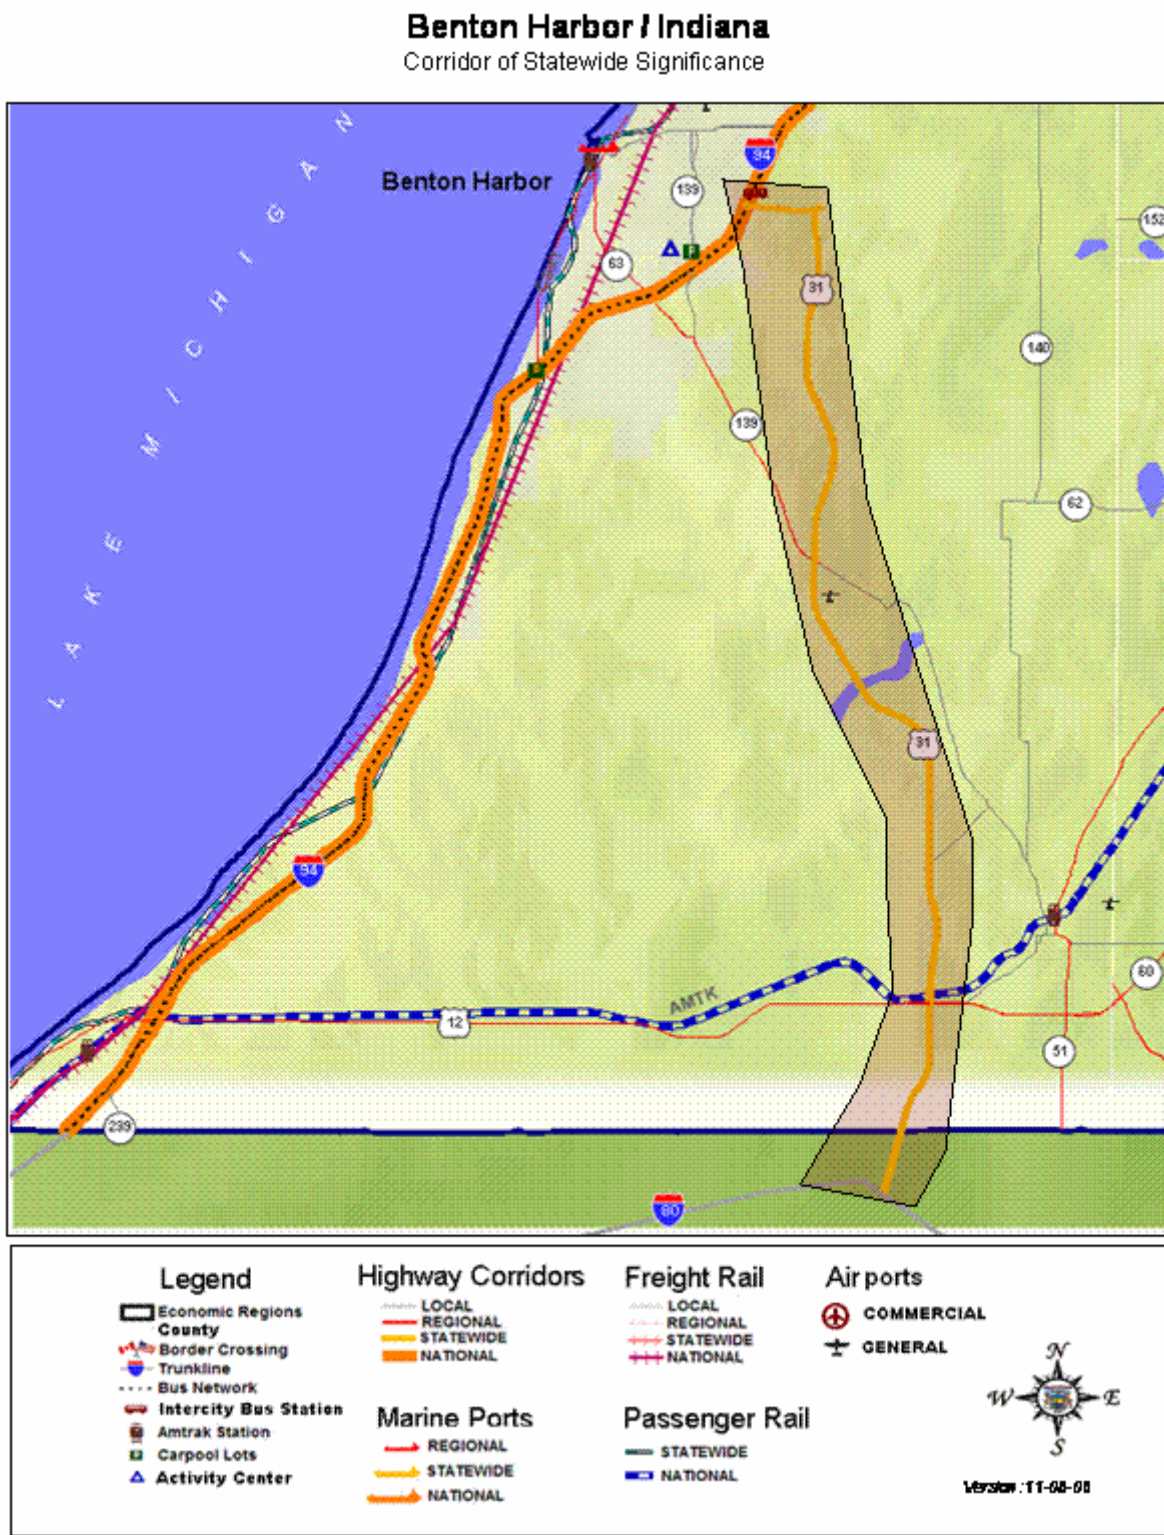 Benton Harbor / Indiana
Corridor of Statewide Significance
LAKE MICHIGAN
Benton Harbor
94
139
152
63
31
140
139
62
31
94
AMTK
60
12
51
239
80
Legend
Economic Regions
County
Border Crossing
Trunkline
Bus Network
Intercity Bus Station
Amtrak Station
Carpool Lots
Activity Center
Highway Corridors
LOCAL
REGIONAL
STATEWIDE
NATIONAL
Marine Ports
REGIONAL
STATEWIDE
NATIONAL
Freight Rail
LOCAL
REGIONAL
STATEWIDE
NATIONAL
Passenger Rail
STATEWIDE
NATIONAL
Airports
COMMERCIAL
GENERAL
N
W E
S